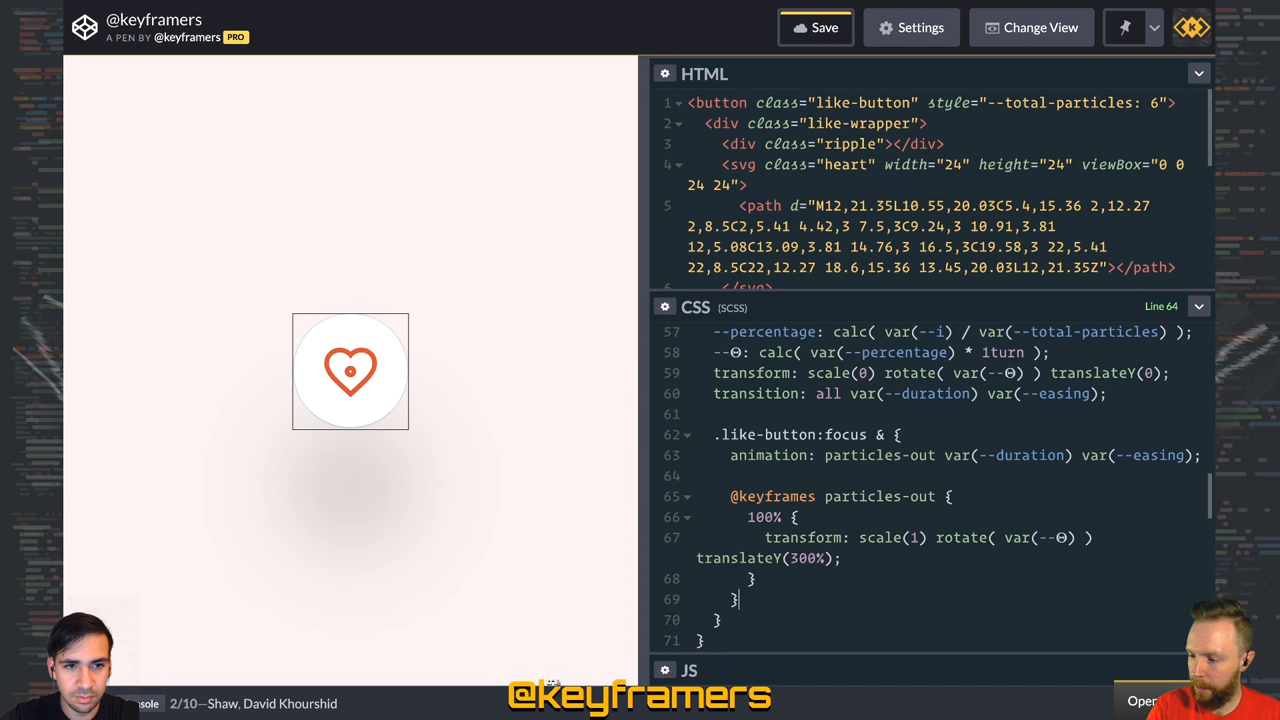 @keyframers
A PEN BY @keyframers PRO
Save
Settings
Change View
HTML
1 <button class="like-button" style="--total-particles: 6">
2 <div class="like-wrapper">
3 <div class="ripple"></div>
4 <svg class="heart" width="24" height="24" viewBox="0 0
24 24">
5 <path d="M12,21.35L10.55,20.03C5.4,15.36 2,12.27
2,8.5C2,5.41 4.42,3 7.5,3C9.24,3 10.91,3.81
12,5.08C13.09,3.81 14.76,3 16.5,3C19.58,3 22,5.41
22,8.5C22,12.27 18.6,15.36 13.45,20.03L12,21.35Z"></path>
6 </svg>
CSS (SCSS)
Line 64
57 --percentage: calc( var(--i) / var(--total-particles) );
58 --Θ: calc( var(--percentage) * 1turn );
59 transform: scale(0) rotate( var(--Θ) ) translateY(0);
60 transition: all var(--duration) var(--easing);
61
62 .like-button:focus & {
63 animation: particles-out var(--duration) var(--easing);
64
65 @keyframes particles-out {
66 100% {
67 transform: scale(1) rotate( var(--Θ) )
translateY(300%);
68 }
69 }
70 }
71 }
JS
2/10—Shaw, David Khourshid
@keyframers